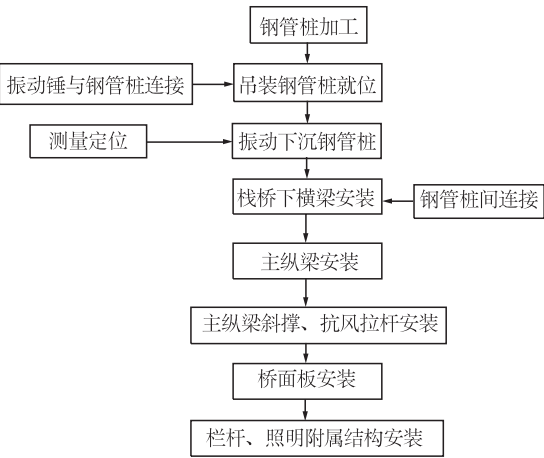 钢管桩加工
振动锤与钢管桩连接
吊装钢管桩就位
测量定位
振动下沉钢管桩
栈桥下横梁安装
钢管桩间连接
主纵梁安装
主纵梁斜撑、抗风拉杆安装
桥面板安装
栏杆、照明附属结构安装